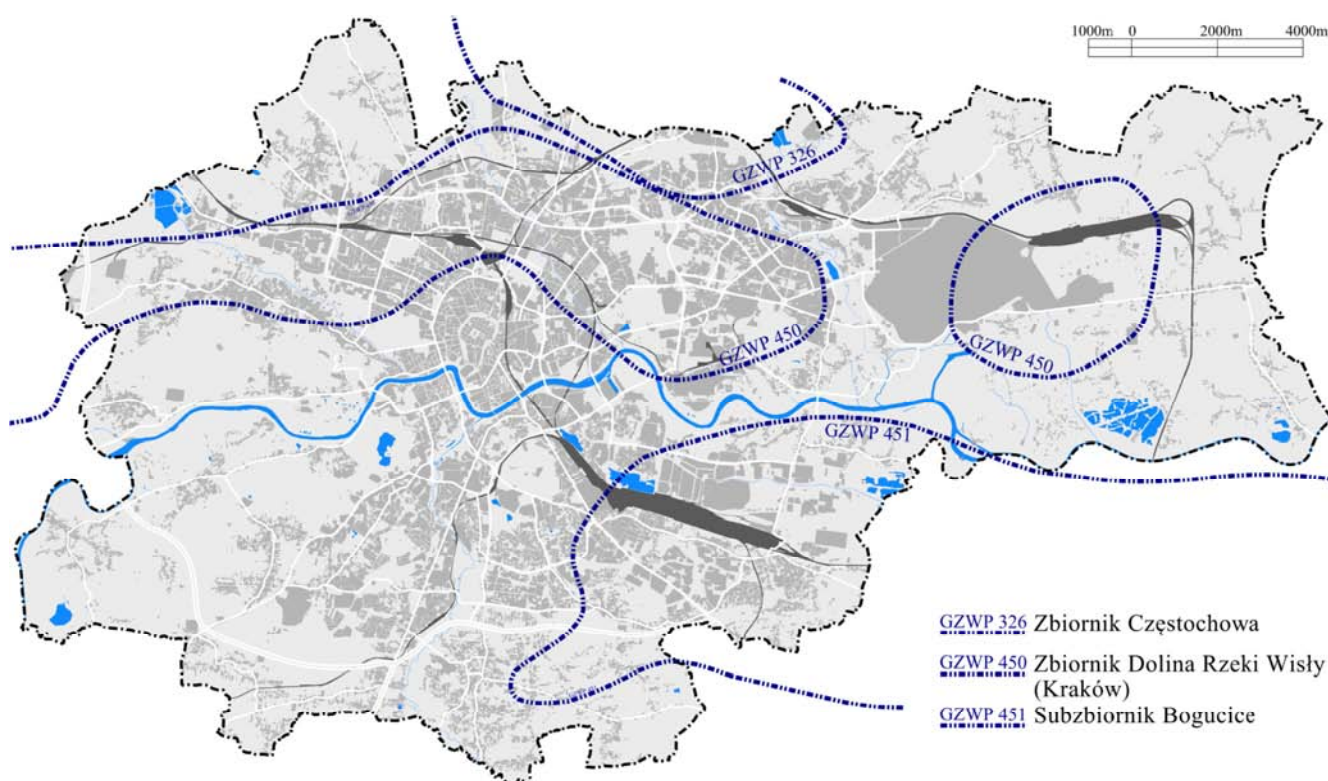 1000m 0 2000m 4000m
GZWP 326
GZWP 450
GZWP 450
GZWP 451
GZWP 326 Zbiornik Częstochowa
GZWP 450 Zbiornik Dolina Rzeki Wisły
(Kraków)
GZWP 451 Subzbiornik Bogucice